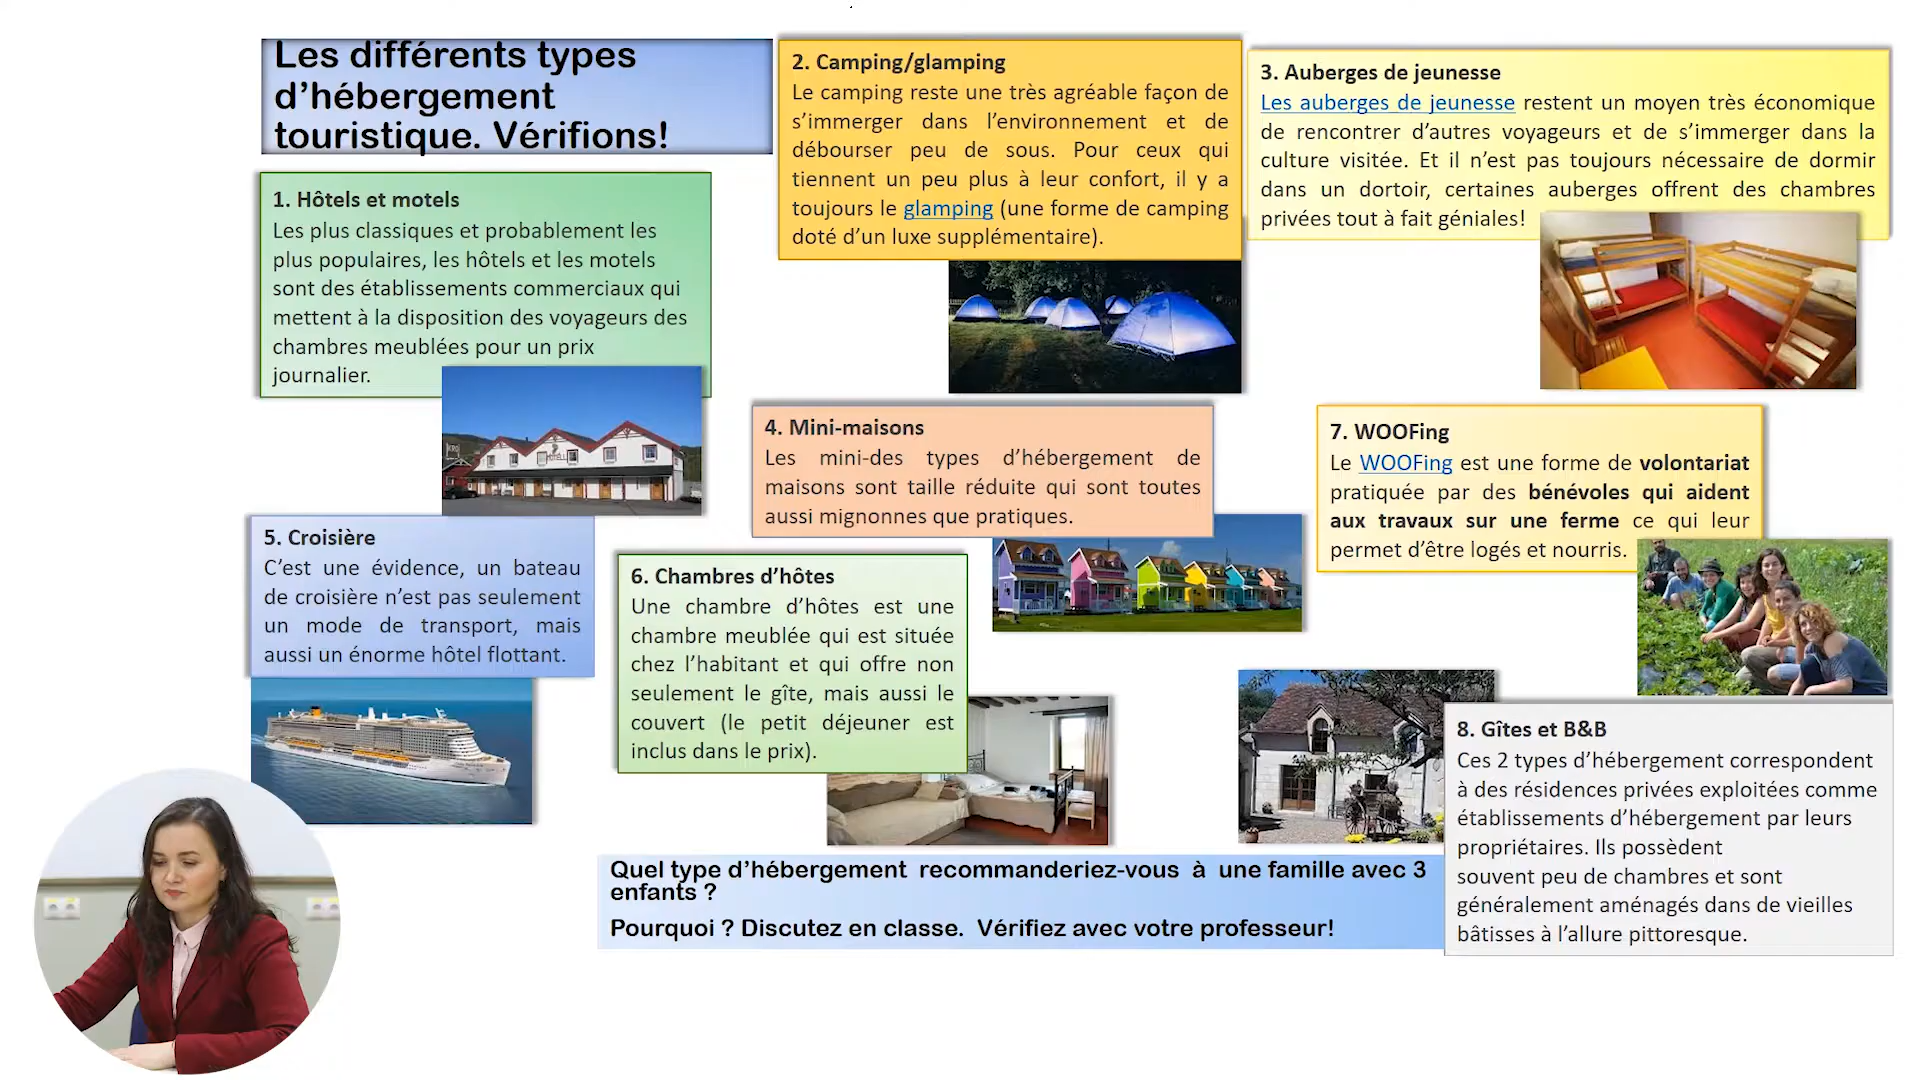 Les différents types
d’hébergement
touristique. Vérifions!
1. Hôtels et motels
Les plus classiques et probablement les
plus populaires, les hôtels et les motels
sont des établissements commerciaux qui
mettent à la disposition des voyageurs des
chambres meublées pour un prix
journalier.
2. Camping/glamping
Le camping reste une très agréable façon de
s’immerger dans l’environnement et de
débourser peu de sous. Pour ceux qui
tiennent un peu plus à leur confort, il y a
toujours le glamping (une forme de camping
doté d’un luxe supplémentaire).
3. Auberges de jeunesse
Les auberges de jeunesse restent un moyen très économique
de rencontrer d’autres voyageurs et de s’immerger dans la
culture visitée. Et il n’est pas toujours nécessaire de dormir
dans un dortoir, certaines auberges offrent des chambres
privées tout à fait géniales!
4. Mini-maisons
Les mini-des types d’hébergement de
maisons sont taille réduite qui sont toutes
aussi mignonnes que pratiques.
5. Croisière
C’est une évidence, un bateau
de croisière n’est pas seulement
un mode de transport, mais
aussi un énorme hôtel flottant.
6. Chambres d’hôtes
Une chambre d’hôtes est une
chambre meublée qui est située
chez l’habitant et qui offre non
seulement le gîte, mais aussi le
couvert (le petit déjeuner est
inclus dans le prix).
7. WOOFing
Le WOOFing est une forme de volontariat
pratiquée par des bénévoles qui aident
aux travaux sur une ferme ce qui leur
permet d’être logés et nourris.
8. Gîtes et B&B
Ces 2 types d’hébergement correspondent
à des résidences privées exploitées comme
établissements d’hébergement par leurs
propriétaires. Ils possèdent
souvent peu de chambres et sont
généralement aménagés dans de vieilles
bâtisses à l’allure pittoresque.
Quel type d’hébergement recommanderiez-vous à une famille avec 3
enfants ?
Pourquoi ? Discutez en classe. Vérifiez avec votre professeur!